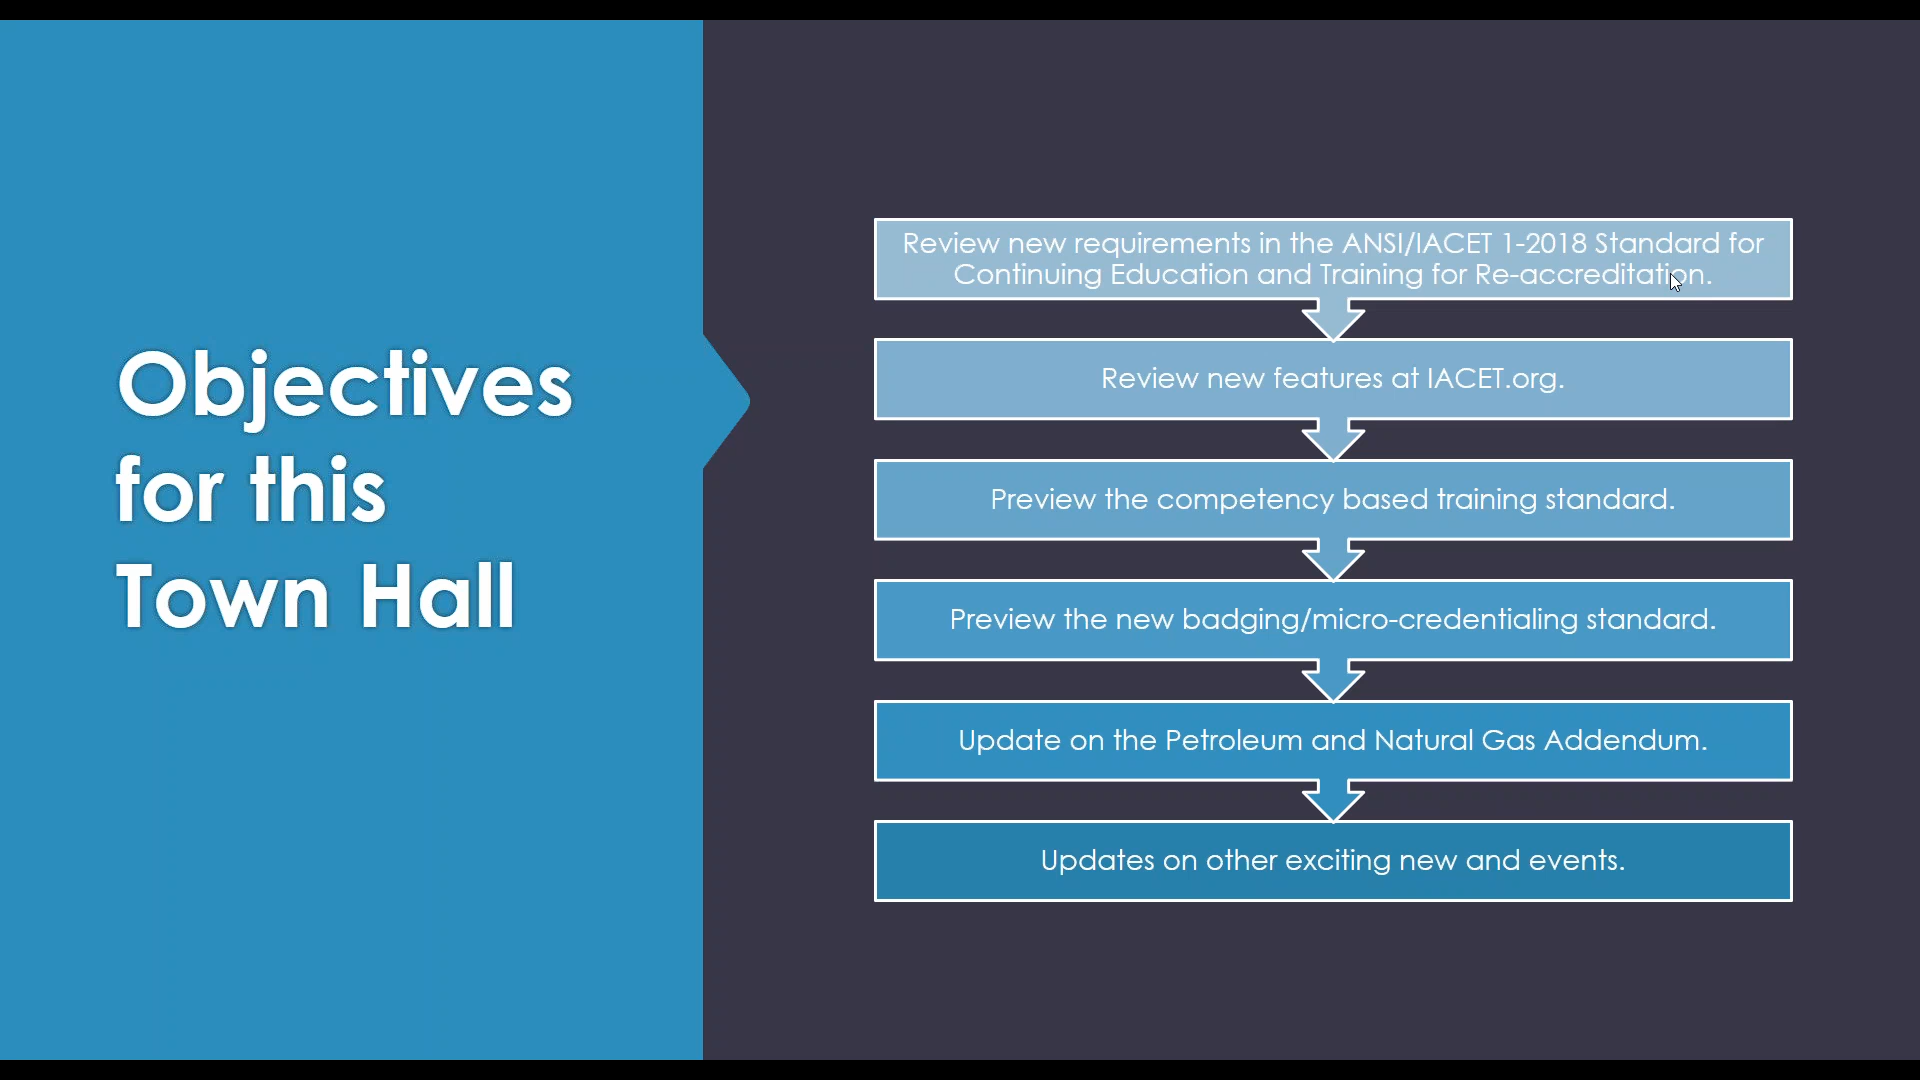 Objectives
for this
Town Hall
Review new requirements in the ANSI/IACET 1-2018 Standard for
Continuing Education and Training for Re-accreditation.
Review new features at IACET.org.
Preview the competency based training standard.
Preview the new badging/micro-credentialing standard.
Update on the Petroleum and Natural Gas Addendum.
Updates on other exciting new and events.